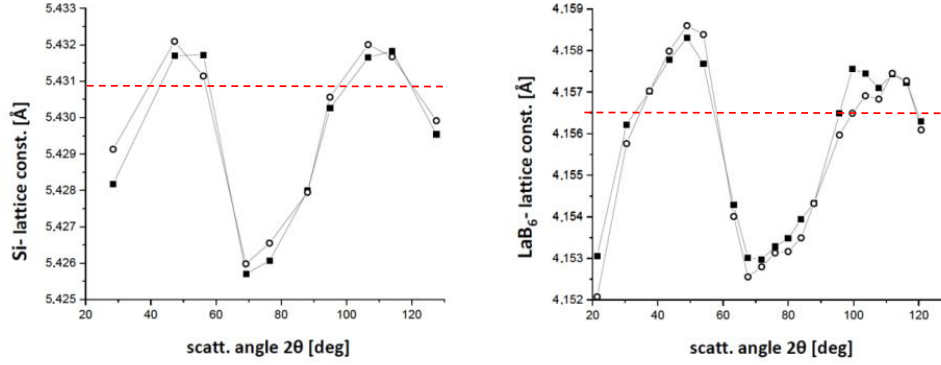 5,433
5,432
5,431
5,430
5,429
5,428
5,427
5,426
5,425
20 40 60 80 100 120
Si- lattice const. [Å]
scatt. angle 2θ [deg]
4,159
4,158
4,157
4,156
4,155
4,154
4,153
4,152
20 40 60 80 100 120
LaB₆- lattice const. [Å]
scatt. angle 2θ [deg]